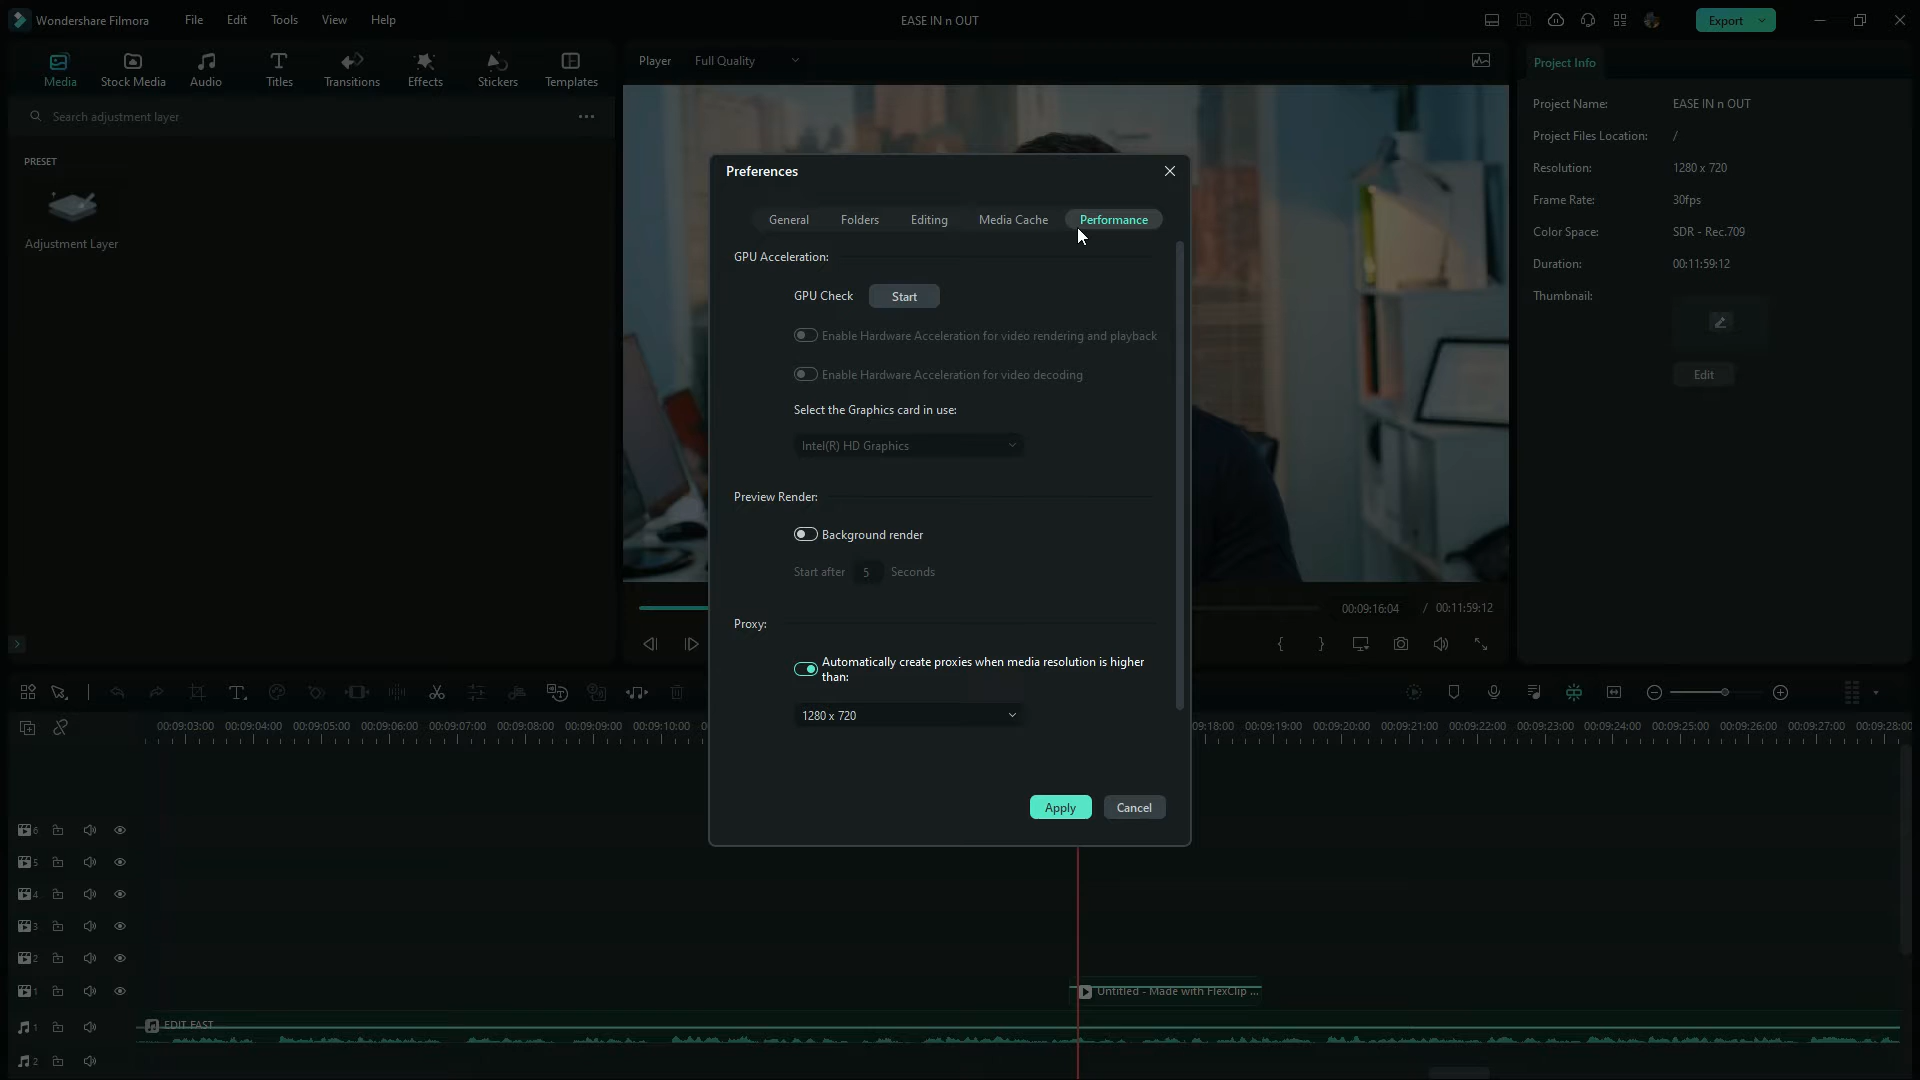 Wondershare Filmora
File
Edit
Tools
View
Help
EASE IN n OUT
Export
Media
Stock Media
Audio
Titles
Transitions
Effects
Stickers
Templates
Player
Full Quality
Project Info
Search adjustment layer
PRESET
Adjustment Layer
Project Name:
EASE IN n OUT
Project Files Location:
/
Resolution:
1280 x 720
Frame Rate:
30fps
Color Space:
SDR - Rec.709
Duration:
00:11:59:12
Thumbnail:
Edit
Preferences
General
Folders
Editing
Media Cache
Performance
GPU Acceleration:
GPU Check
Start
Enable Hardware Acceleration for video rendering and playback
Enable Hardware Acceleration for video decoding
Select the Graphics card in use:
Intel(R) HD Graphics
Preview Render:
Background render
Start after 5 Seconds
Proxy:
Automatically create proxies when media resolution is higher
than:
1280 x 720
Apply
Cancel
00:09:16:04 / 00:11:59:12
00:09:03:00
00:09:04:00
00:09:05:00
00:09:06:00
00:09:07:00
00:09:08:00
00:09:09:00
00:09:10:00
09:18:00
00:09:19:00
00:09:20:00
00:09:21:00
00:09:22:00
00:09:23:00
00:09:24:00
00:09:25:00
00:09:26:00
00:09:27:00
00:09:28:00
6
5
4
3
2
1
Untitled - Made with FlexClip ...
1
EDIT FAST
2